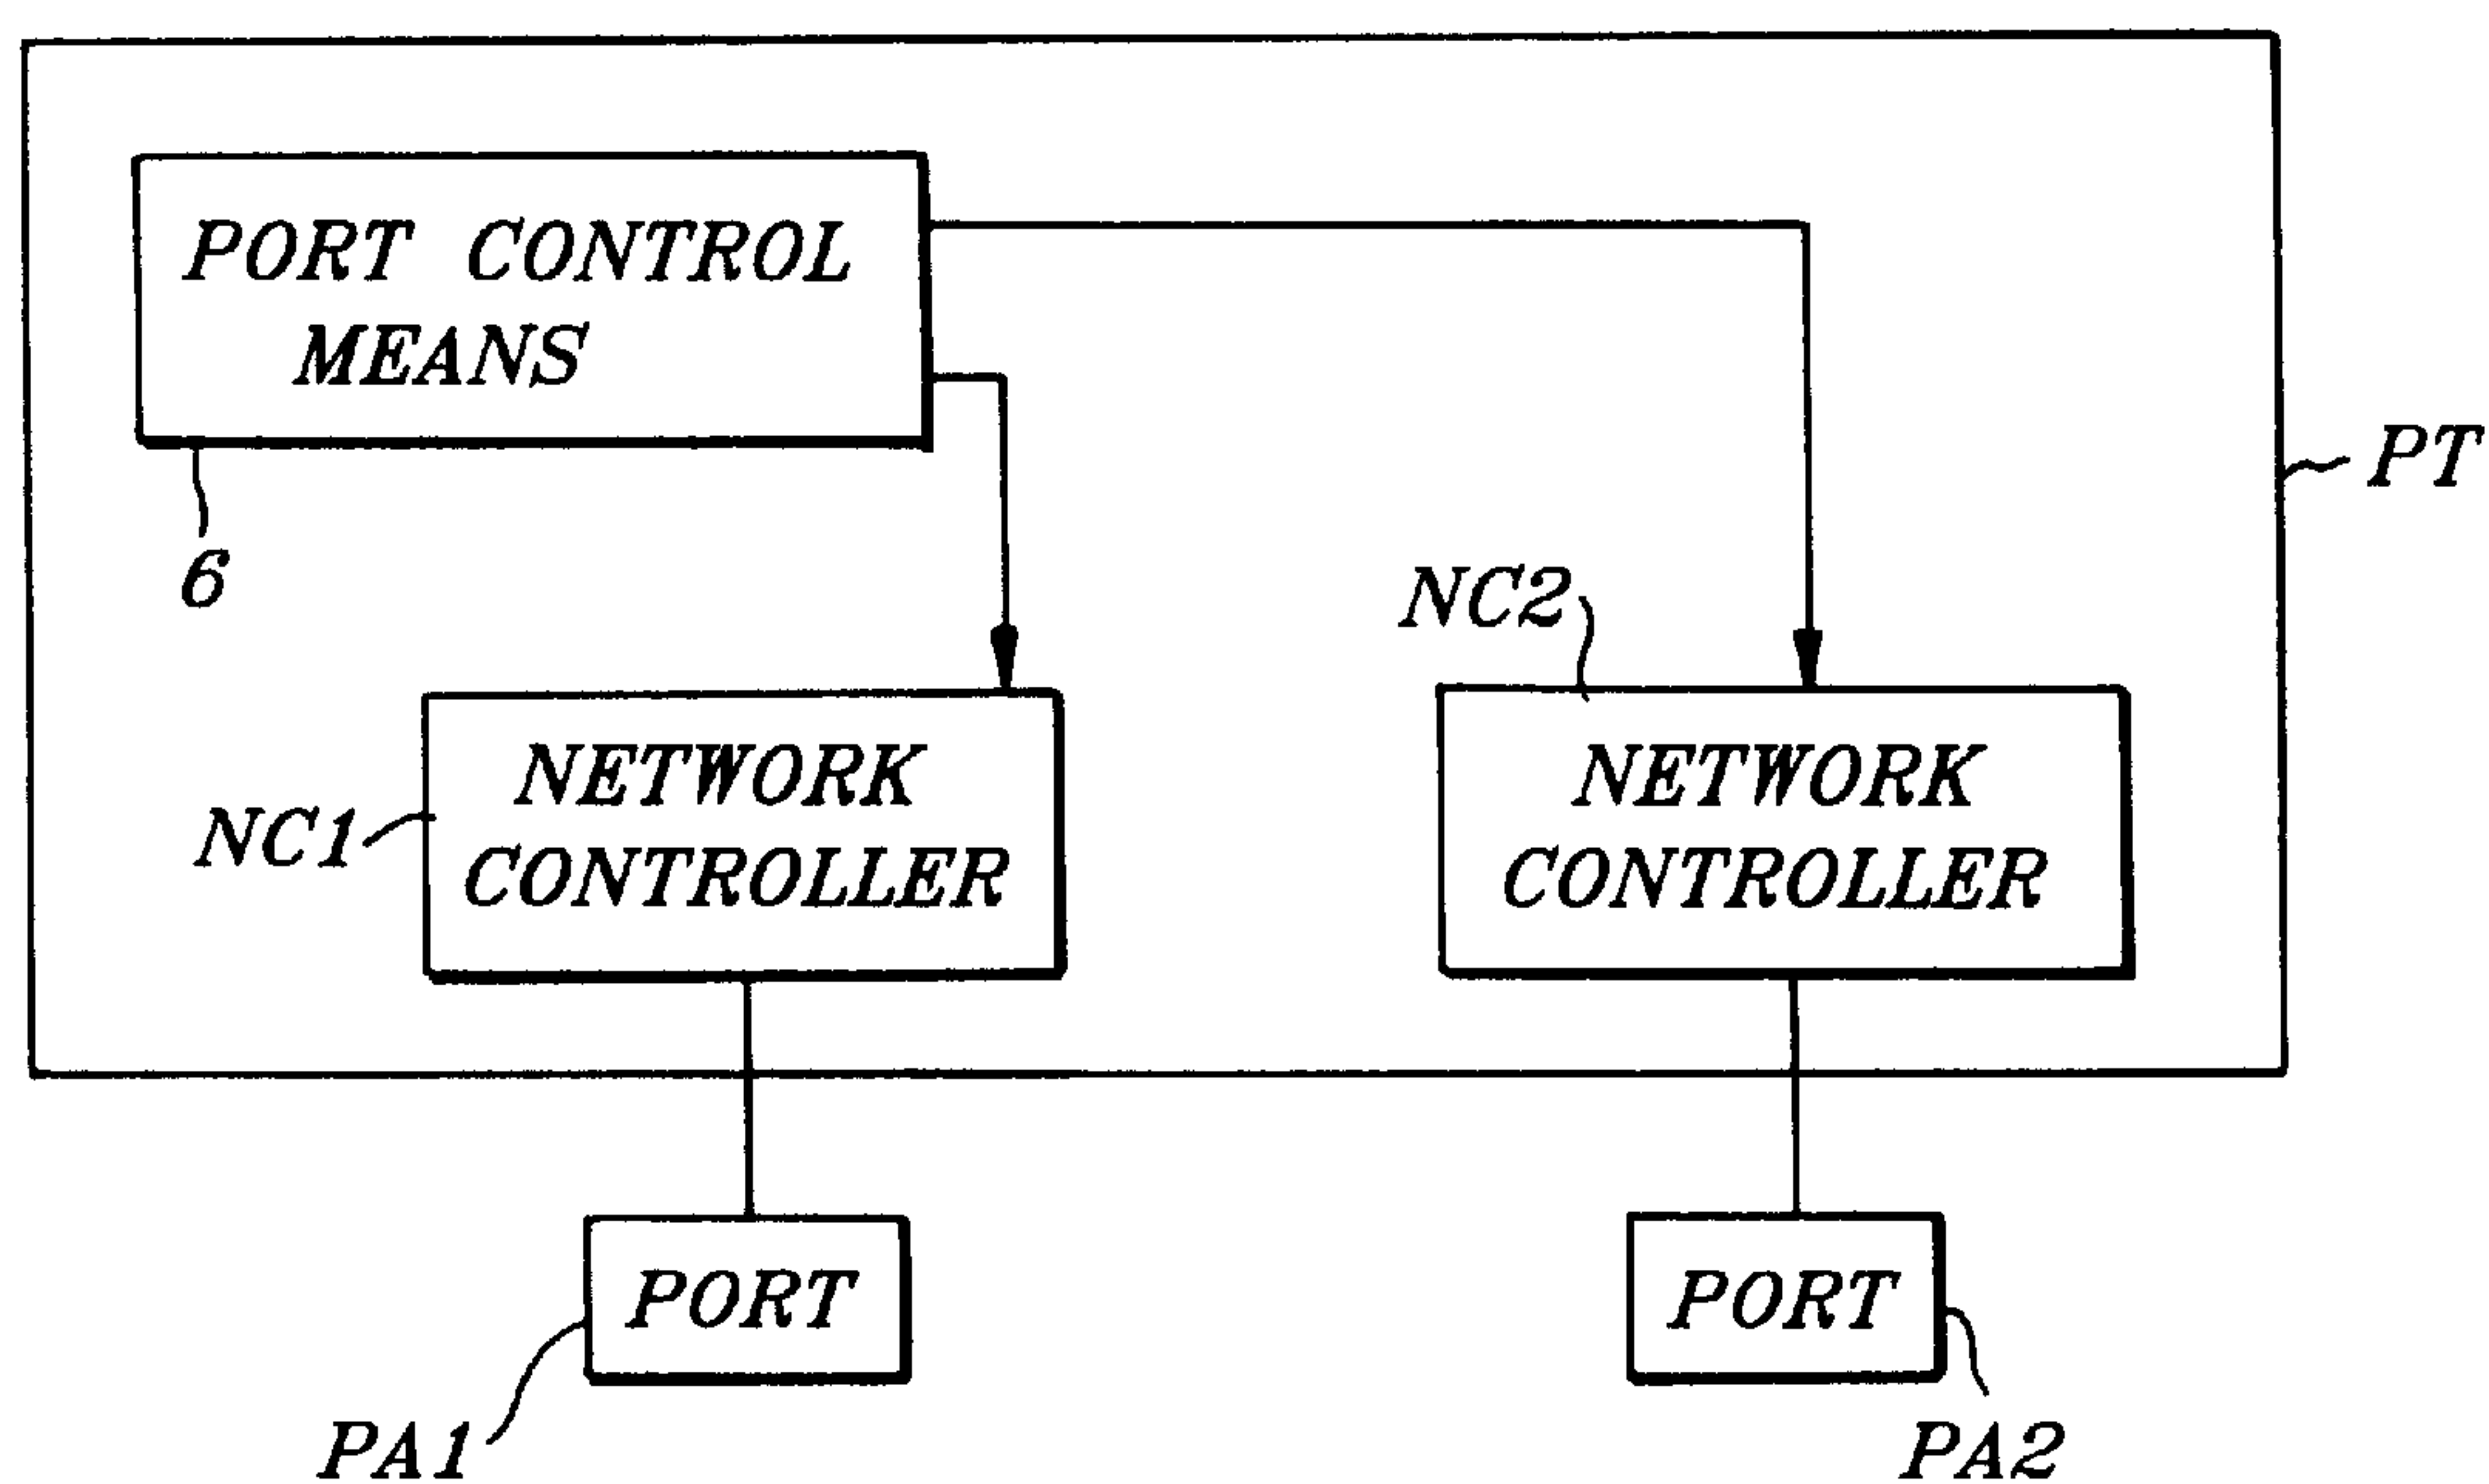 PORT CONTROL
MEANS
PT
6
NC2
NETWORK
CONTROLLER
NC1
NETWORK
CONTROLLER
PORT
PORT
PA1
PA2